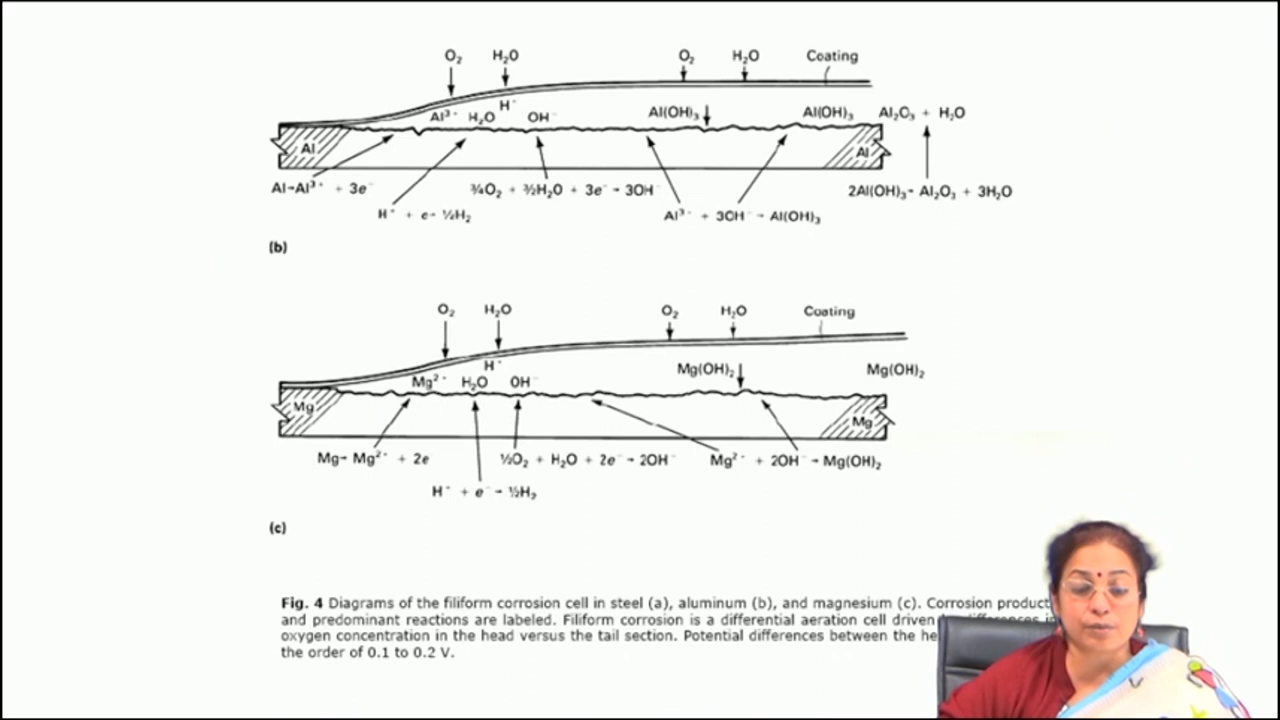 O₂ H₂O O₂ H₂O Coating
H⁺
Al³⁺ H₂O OH⁻ Al(OH)₃ Al(OH)₃ Al₂O₃ + H₂O
Al Al
Al→Al³⁺ + 3e⁻ ¾O₂ + ³⁄₂H₂O + 3e⁻→3OH⁻ 2Al(OH)₃→Al₂O₃ + 3H₂O
H⁺ + e→½H₂ Al³⁺ + 3OH⁻→Al(OH)₃
(b)
O₂ H₂O O₂ H₂O Coating
H⁺ Mg(OH)₂ Mg(OH)₂
Mg²⁺ H₂O OH⁻
Mg Mg
Mg→Mg²⁺ + 2e ½O₂ + H₂O + 2e⁻→2OH⁻ Mg²⁺ + 2OH⁻→Mg(OH)₂
H⁺ + e⁻→½H₂
(c)
Fig. 4 Diagrams of the filiform corrosion cell in steel (a), aluminum (b), and magnesium (c). Corrosion product
and predominant reactions are labeled. Filiform corrosion is a differential aeration cell driven differences
oxygen concentration in the head versus the tail section. Potential differences between the
the order of 0.1 to 0.2 V.